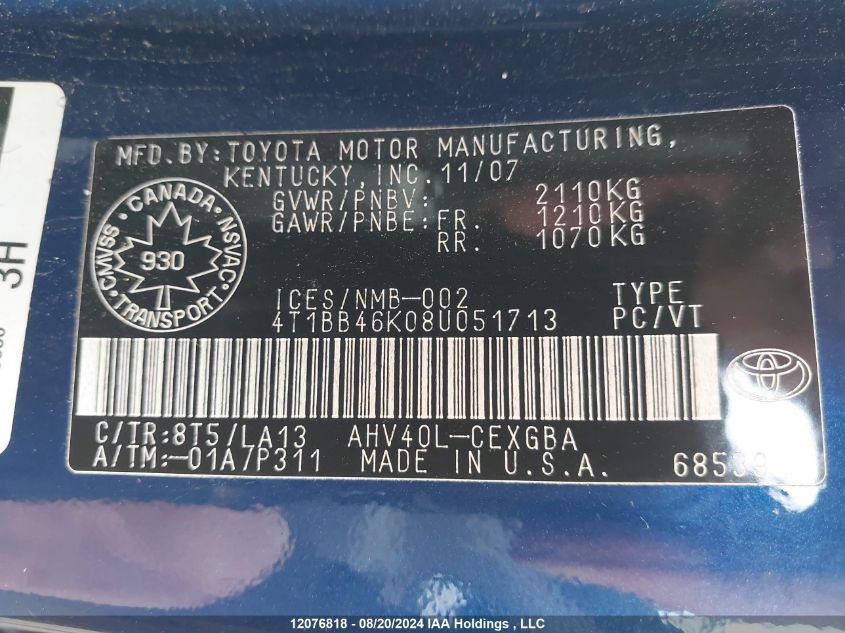 MFD.BY:TOYOTA MOTOR MANUFACTURING,
KENTUCKY, INC. 11/07
GVWR/PNBV: 2110KG
GAWR/PNBE:FR. 1210KG
RR. 1070KG
CANADA
CMVSS NSVAC
930
TRANSPORT
ICES/NMB-002 TYPE
4T1BB46K08U051713 PC/VT
C/TR:8T5/LA13 AHV40L-CEXGBA
A/TM:-01A/P311 MADE IN U.S.A.
3H
12076818 - 08/20/2024 IAA Holdings , LLC